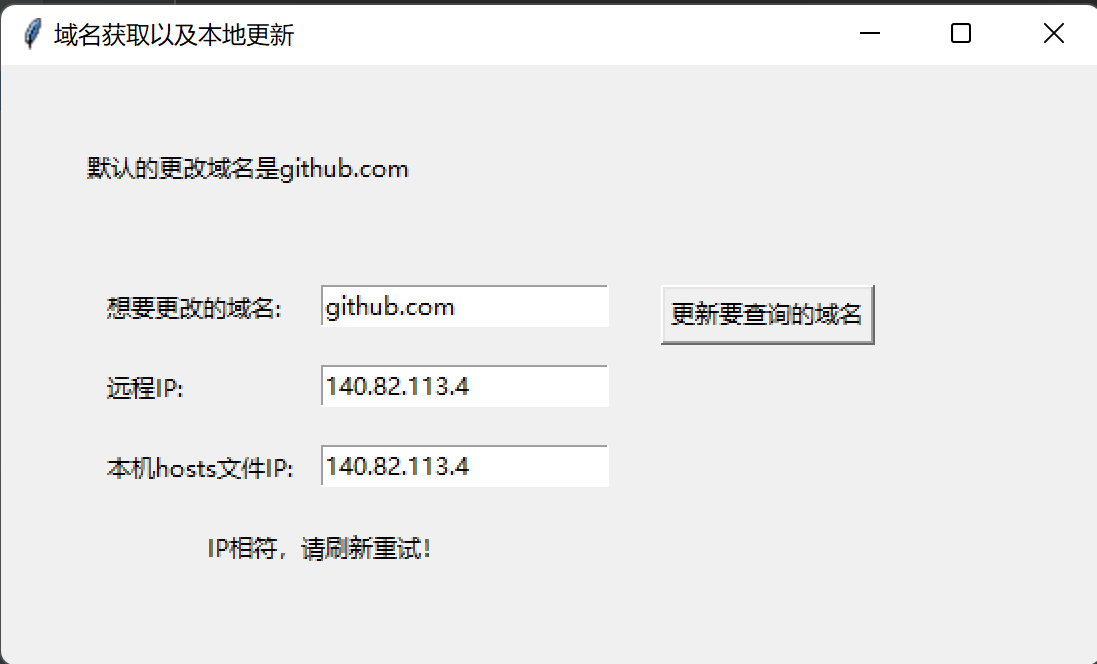 域名获取以及本地更新
默认的更改域名是github.com
想要更改的域名: github.com 更新要查询的域名
远程IP: 140.82.113.4
本机hosts文件IP: 140.82.113.4
IP相符，请刷新重试！